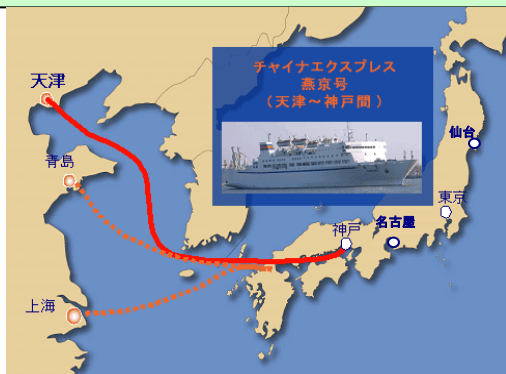 チャイナエクスプレス
燕京号
(天津～神戸間)
天津
青島
上海
仙台
東京
名古屋
神戸